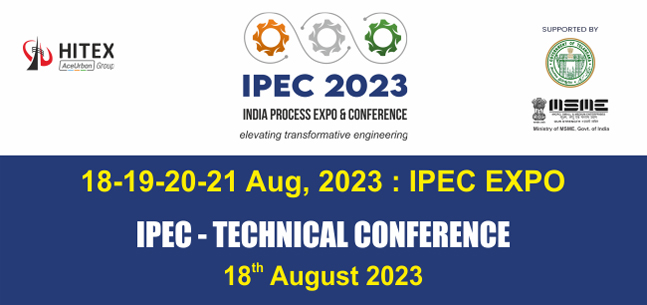 HITEX
AceUrban Group
IPEC 2023
INDIA PROCESS EXPO & CONFERENCE
elevating transformative engineering
SUPPORTED BY
MSME
Ministry of MSME, Govt. of India
18-19-20-21 Aug, 2023 : IPEC EXPO
IPEC - TECHNICAL CONFERENCE
18th August 2023